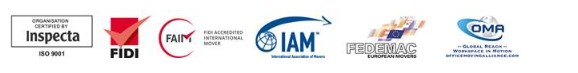 ORGANISATION
CERTIFIED BY
Inspecta
ISO 9001
FIDI
FAIM
FIDI ACCREDITED
INTERNATIONAL
MOVER
IAM
International Association of Movers
FEDEMAC
EUROPEAN MOVERS
OMA
– GLOBAL REACH –
WORKSPACE IN MOTION
OFFICEMOVINGALLIANCE.COM